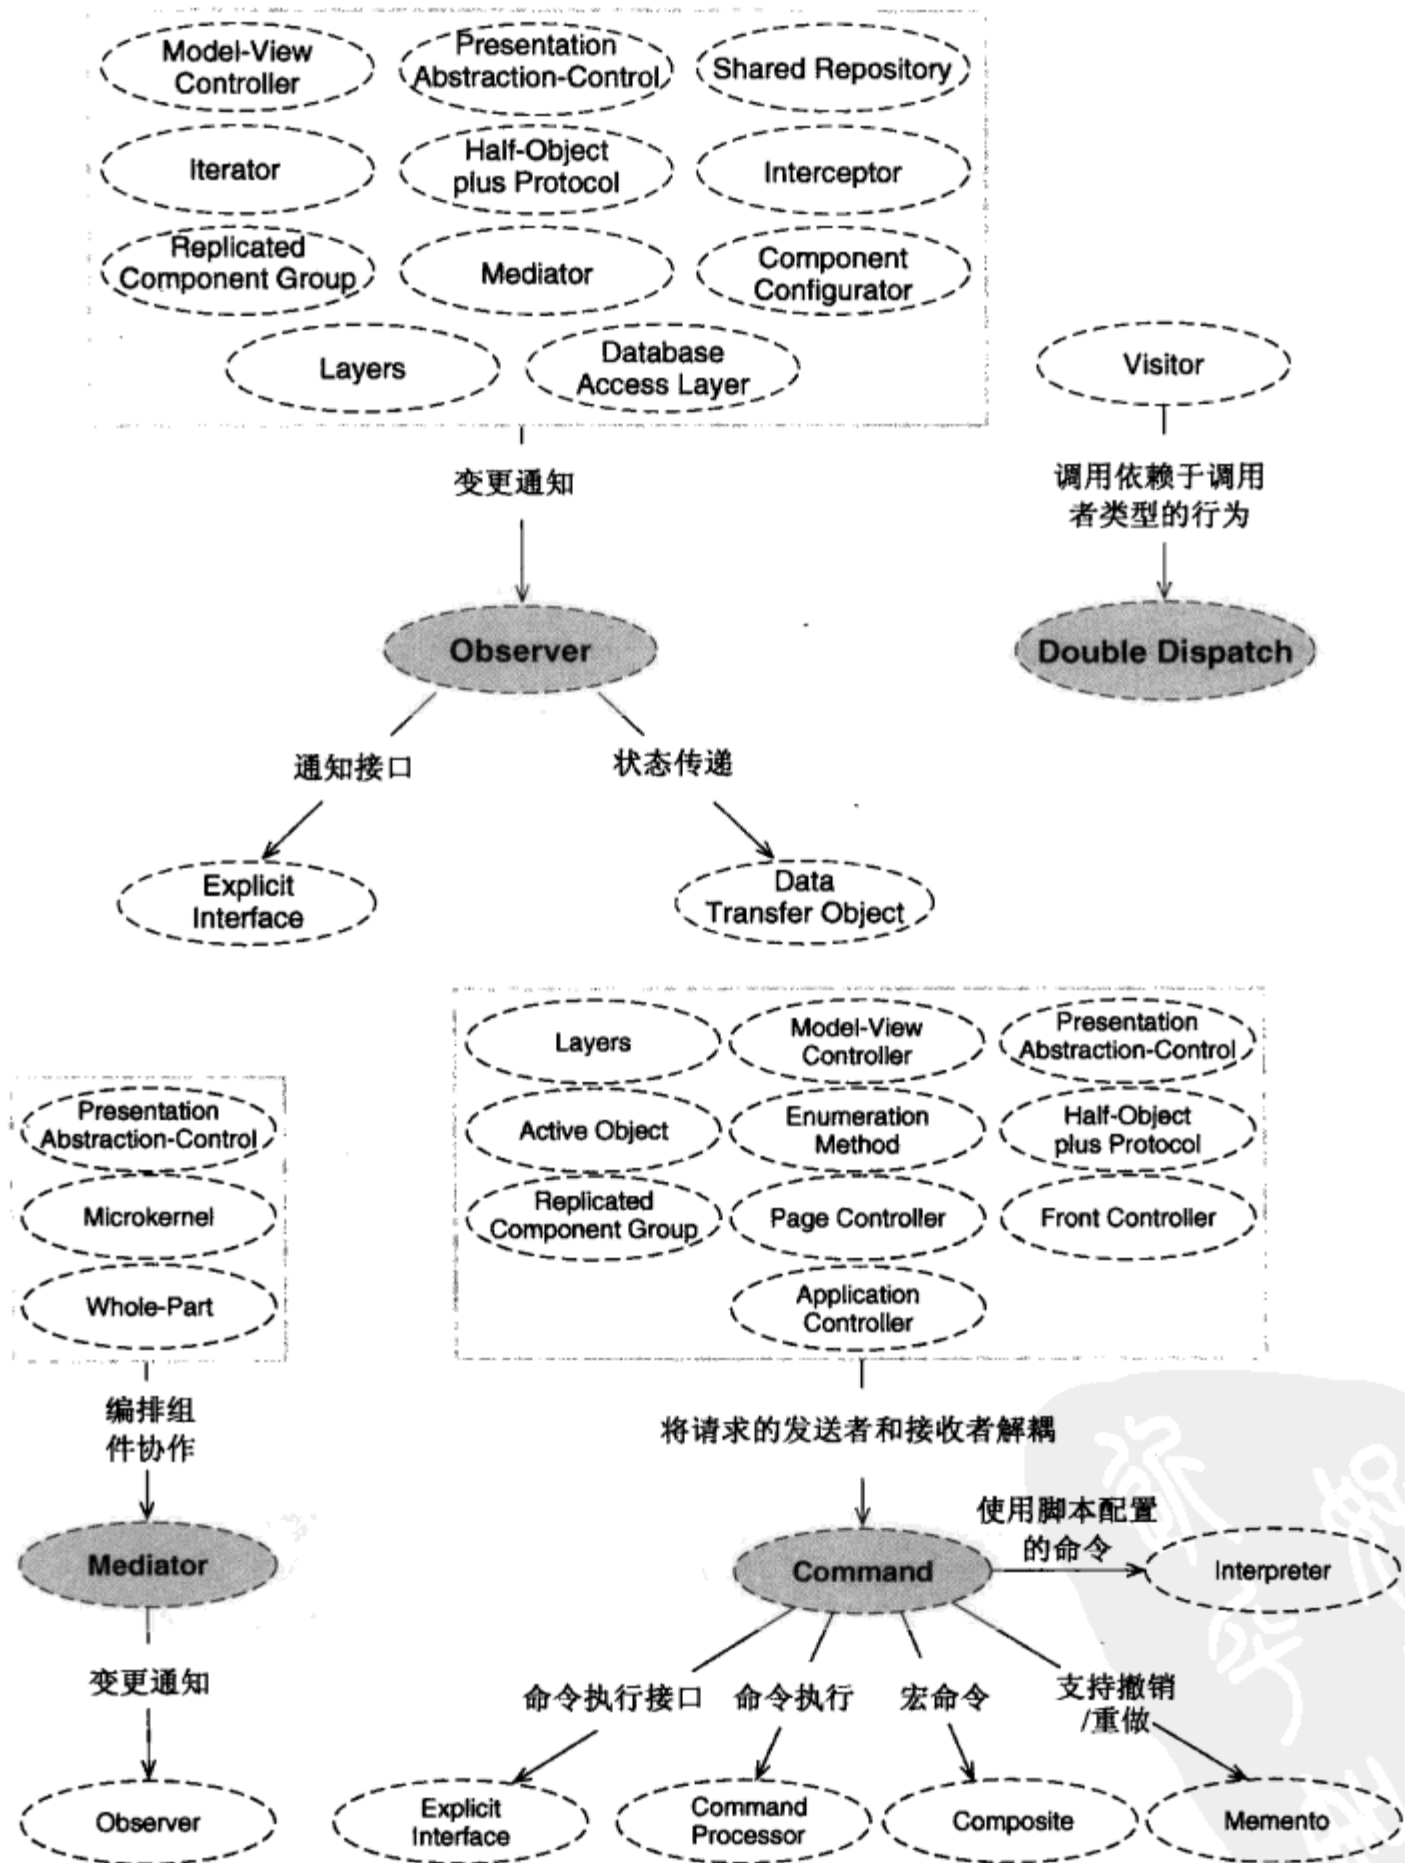 Model-View
Controller
Presentation
Abstraction-Control
Shared Repository
Iterator
Half-Object
plus Protocol
Interceptor
Replicated
Component Group
Mediator
Component
Configurator
Layers
Database
Access Layer
Visitor
变更通知
调用依赖于调用
者类型的行为
Observer
Double Dispatch
通知接口
状态传递
Explicit
Interface
Data
Transfer Object
Layers
Model-View
Controller
Presentation
Abstraction-Control
Active Object
Enumeration
Method
Half-Object
plus Protocol
Replicated
Component Group
Page Controller
Front Controller
Application
Controller
Presentation
Abstraction-Control
Microkernel
Whole-Part
编排组
件协作
将请求的发送者和接收者解耦
Mediator
Command
使用脚本配置
的命令
Interpreter
变更通知
命令执行接口
命令执行
宏命令
支持撤销
/重做
Observer
Explicit
Interface
Command
Processor
Composite
Memento